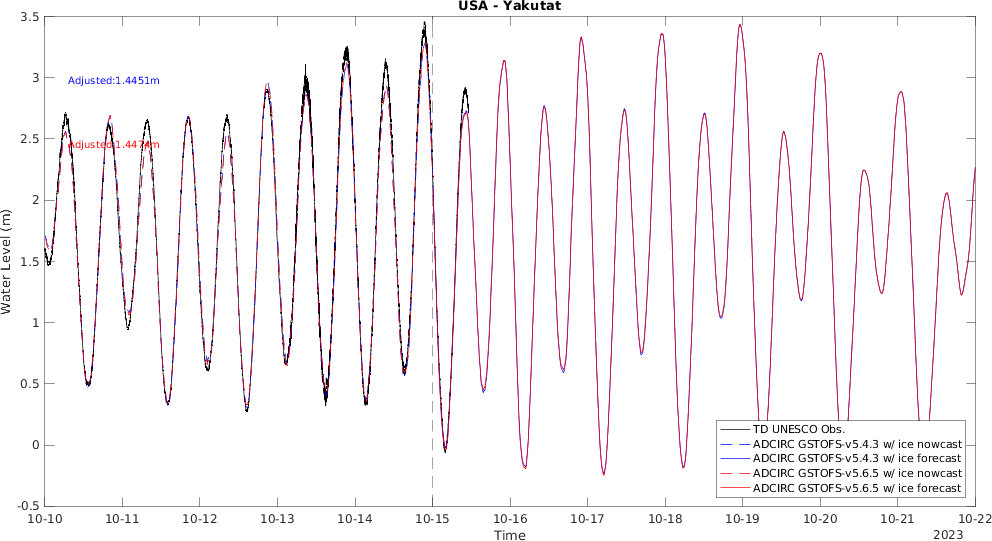 USA - Yakutat
3.5
3
2.5
2
1.5
1
0.5
0
-0.5
Water Level (m)
Adjusted:1.4451m
TD UNESCO Obs.
ADCIRC GSTOFS-v5.4.3 w/ ice nowcast
ADCIRC GSTOFS-v5.4.3 w/ ice forecast
ADCIRC GSTOFS-v5.6.5 w/ ice nowcast
ADCIRC GSTOFS-v5.6.5 w/ ice forecast
10-10 10-11 10-12 10-13 10-14 10-15 10-16 10-17 10-18 10-19 10-20 10-21 10-22
Time
2023